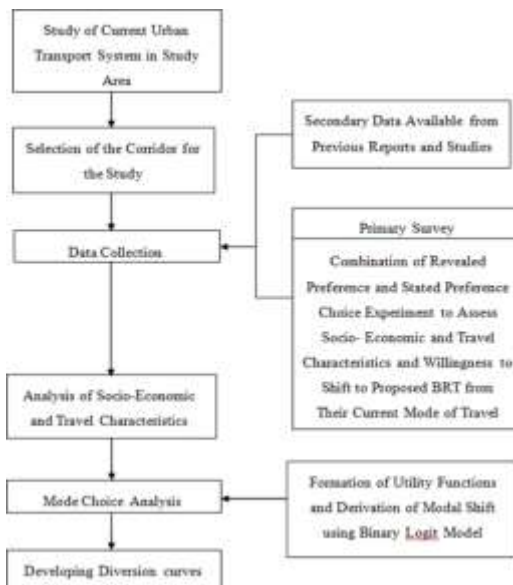 Study of Current Urban
Transport System in Study
Area
Selection of the Corridor for
the Study
Data Collection
Secondary Data Available from
Previous Reports and Studies
Primary Survey
Combination of Revealed
Preference and Stated Preference
Choice Experiment to Assess
Socio- Economic and Travel
Characteristics and Willingness to
Shift to Proposed BRT from
Their Current Mode of Travel
Analysis of Socio-Economic
and Travel Characteristics
Mode Choice Analysis
Formation of Utility Functions
and Derivation of Modal Shift
using Binary Logit Model
Developing Diversion curves